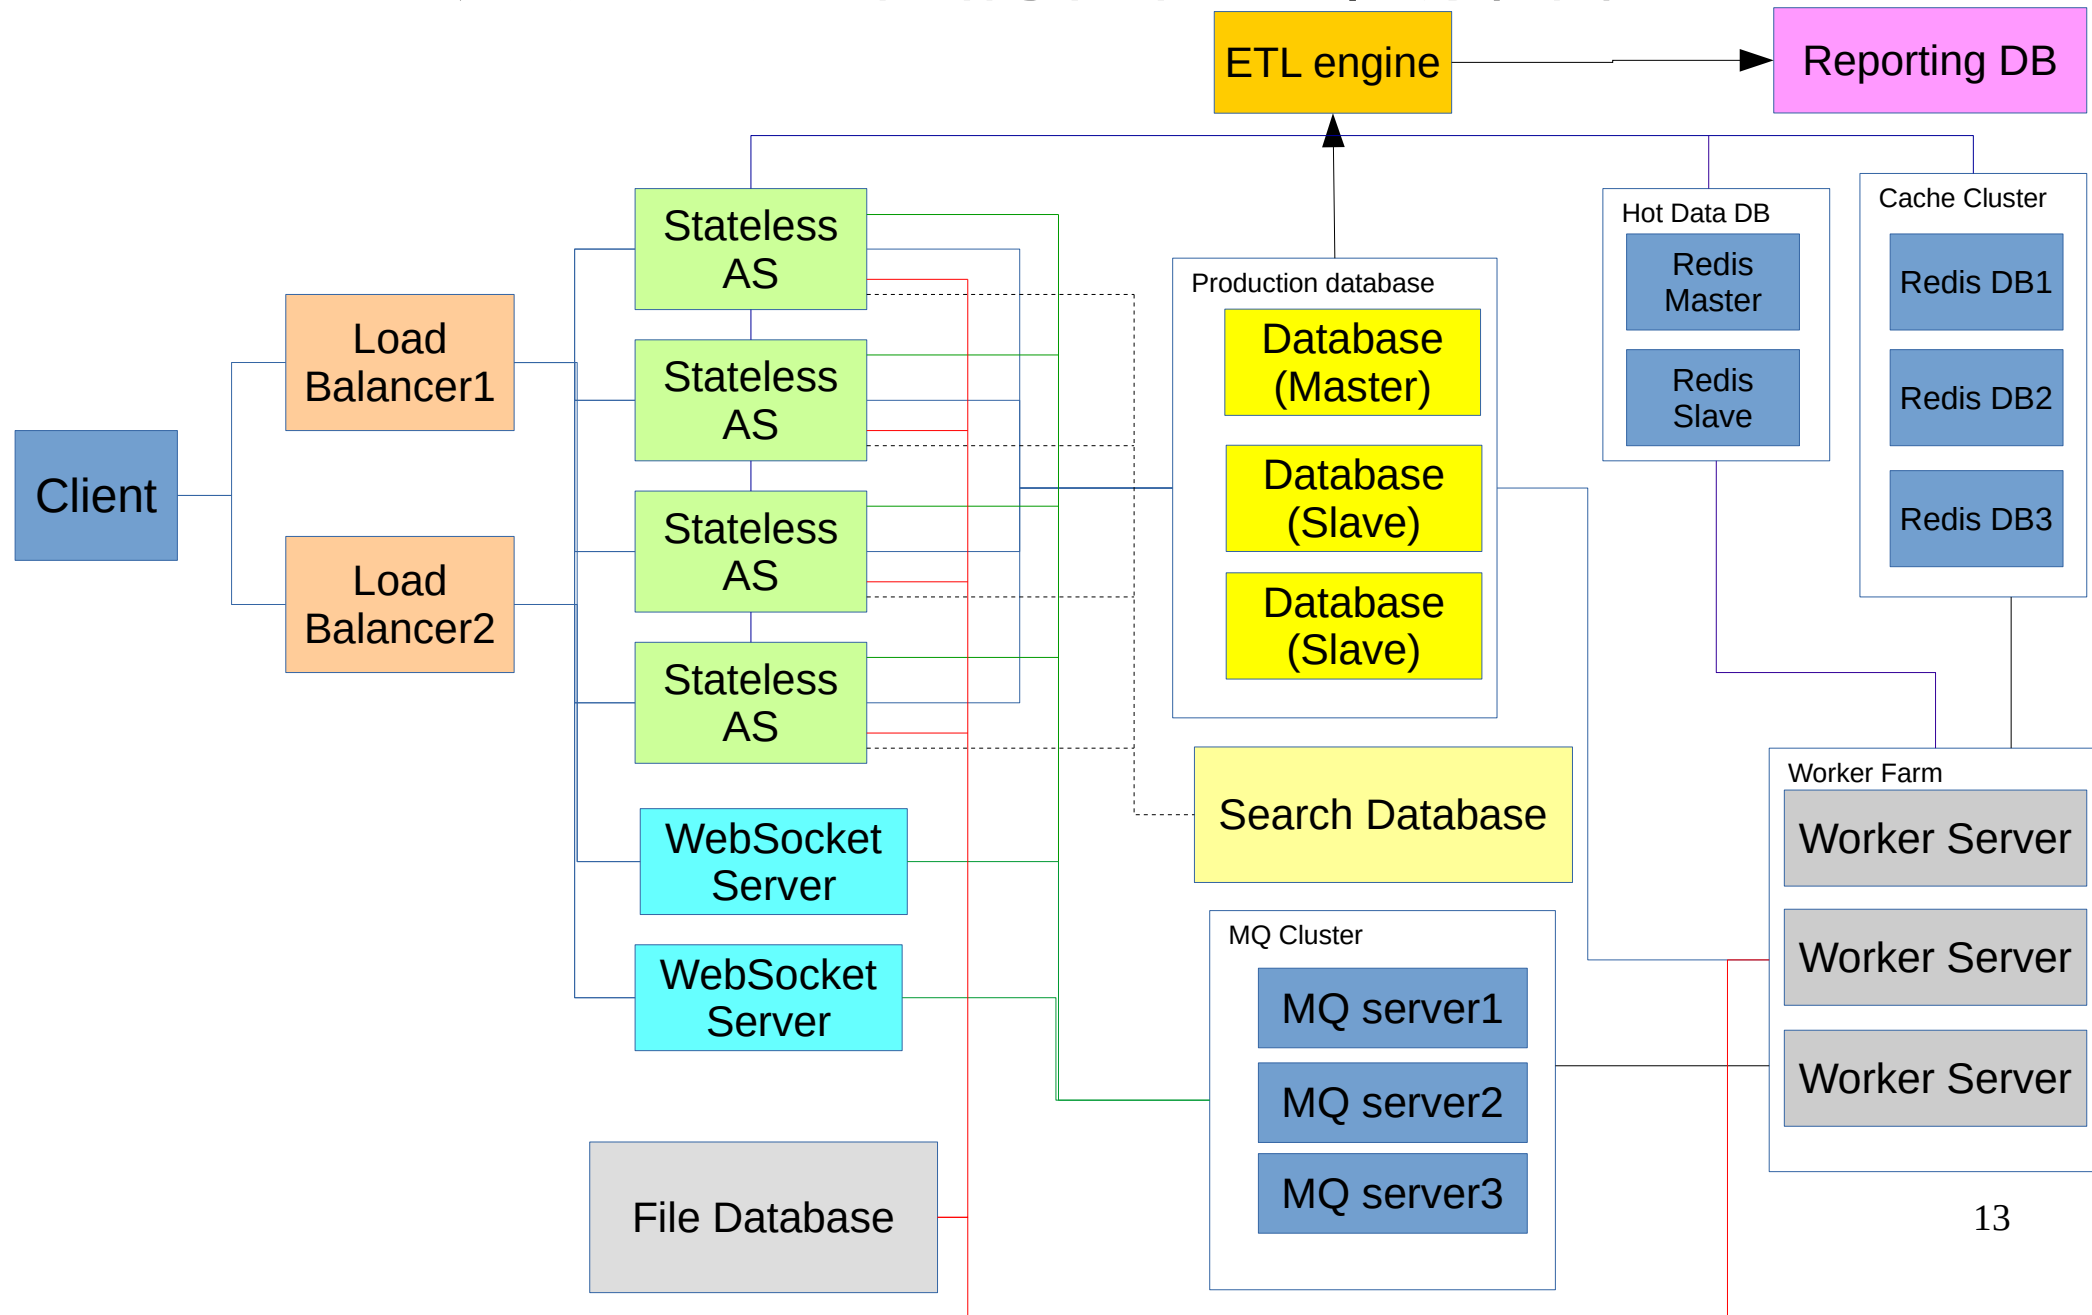 ETL engine
Reporting DB
Stateless
AS
Stateless
AS
Stateless
AS
Stateless
AS
Load
Balancer1
Load
Balancer2
Client
WebSocket
Server
WebSocket
Server
File Database
Production database
Database
(Master)
Database
(Slave)
Database
(Slave)
Search Database
MQ Cluster
MQ server1
MQ server2
MQ server3
Hot Data DB
Redis
Master
Redis
Slave
Cache Cluster
Redis DB1
Redis DB2
Redis DB3
Worker Farm
Worker Server
Worker Server
Worker Server
13